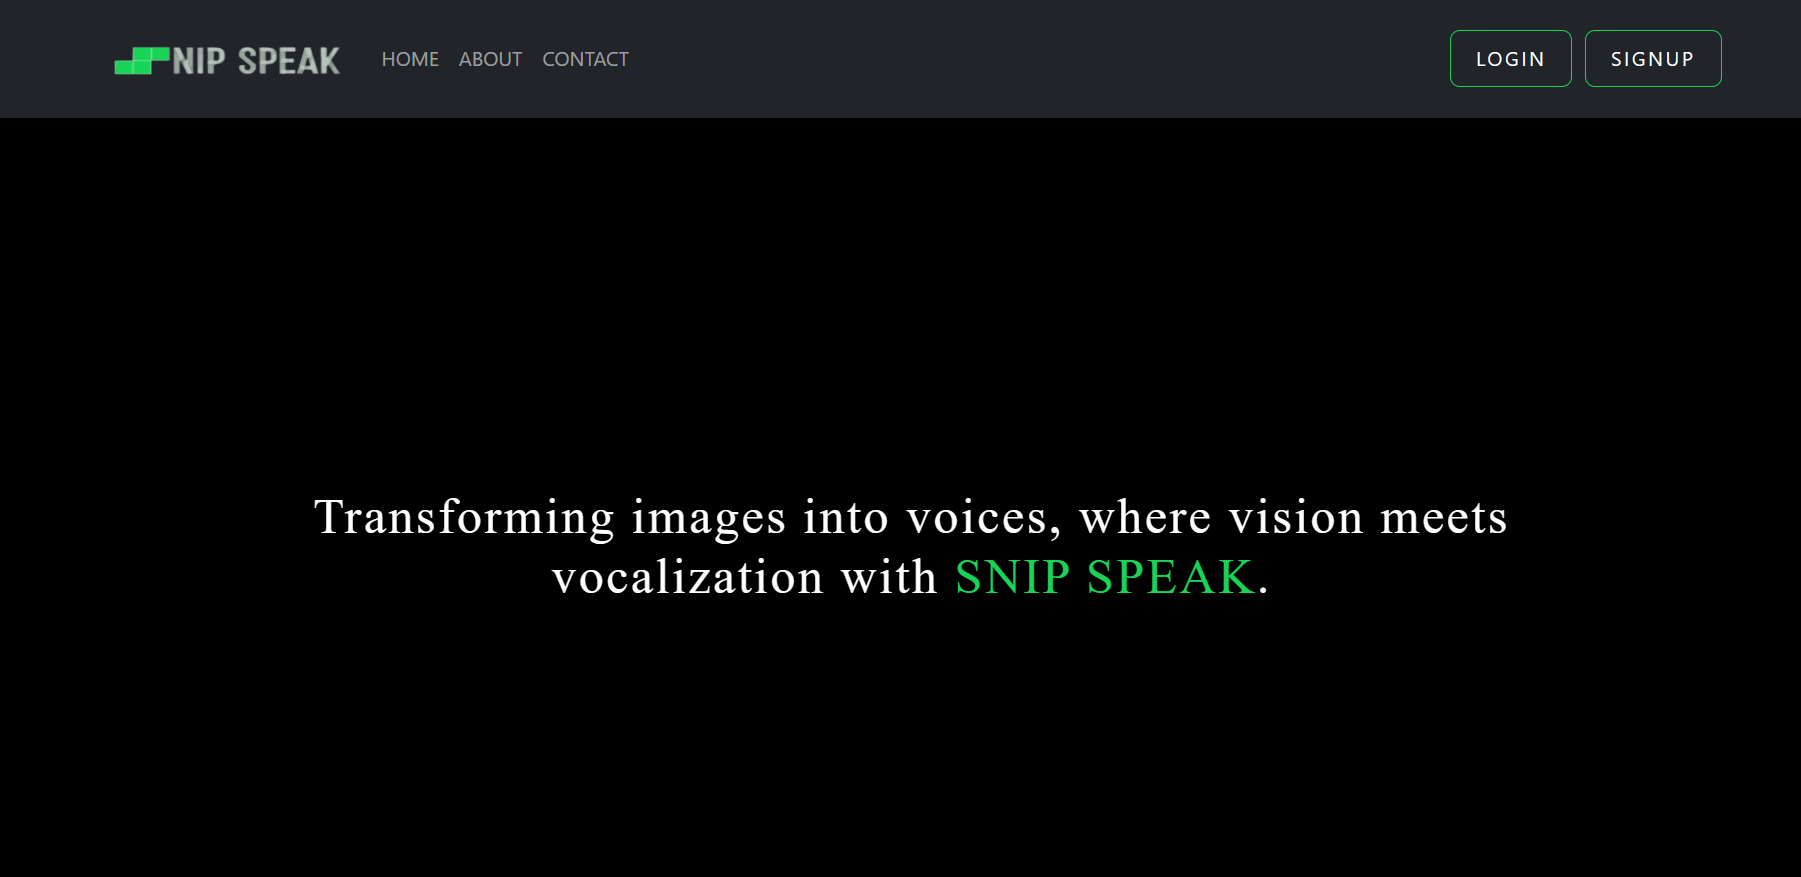 NIP SPEAK
HOME ABOUT CONTACT
LOGIN SIGNUP
Transforming images into voices, where vision meets
vocalization with SNIP SPEAK.